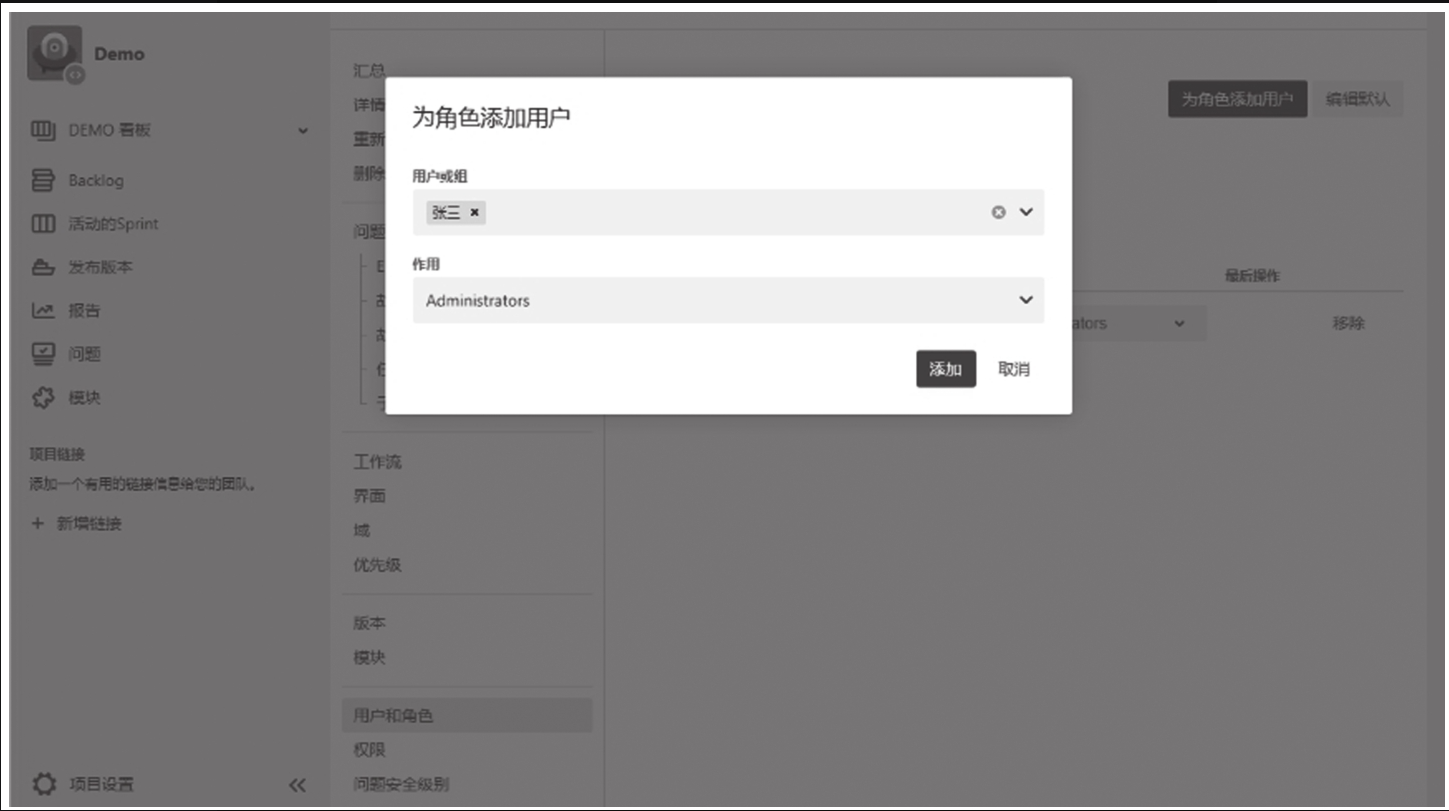 Demo
DEMO 看板
Backlog
活动的Sprint
发布版本
报告
问题
模块
项目链接
添加一个有用的链接信息给您的团队。
+ 新增链接
项目设置
汇总
详情
重新
删除
问题
工作流
界面
域
优先级
版本
模块
用户和角色
权限
问题安全级别
为角色添加用户
编辑默认
最后操作
ators
移除
为角色添加用户
用户或组
张三
作用
Administrators
添加
取消